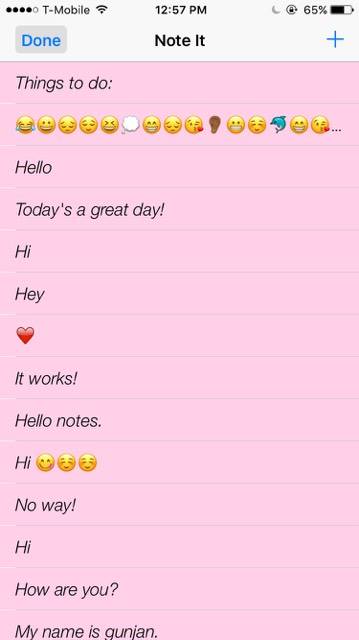 T-Mobile 12:57 PM 65%
Done Note It +
Things to do:
😂😀😔😌😆💭😁😔😘👂🏿😬☺️🐬😁😘...
Hello
Today's a great day!
Hi
Hey
❤️
It works!
Hello notes.
Hi 😋☺️☺️
No way!
Hi
How are you?
My name is gunjan.